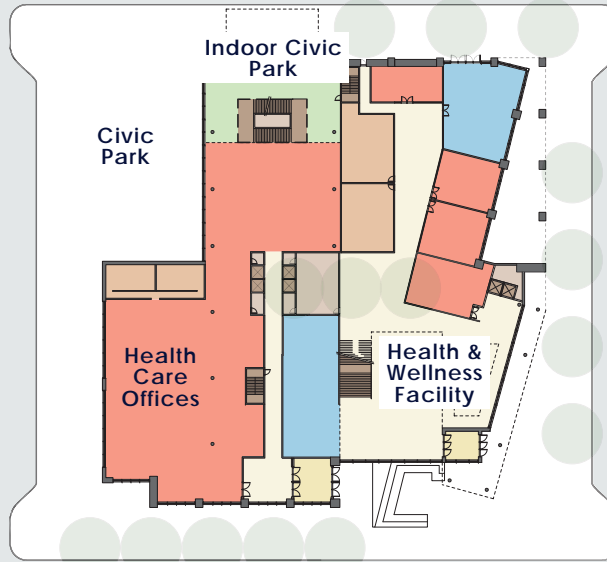 Indoor Civic
Park
Civic
Park
Health
Care
Offices
Health &
Wellness
Facility